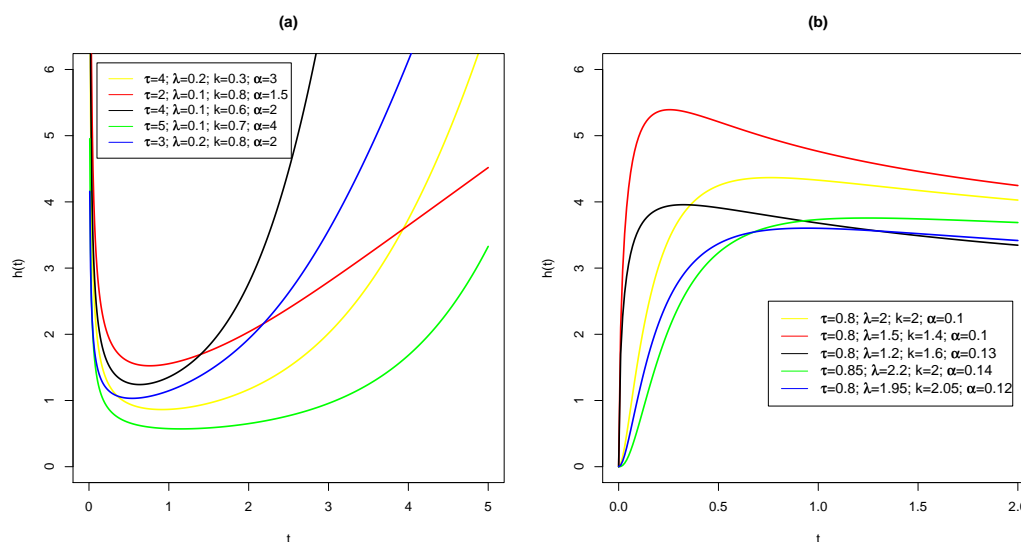 (a)
6
5
4
3
2
1
0
h(t)
τ=4; λ=0.2; k=0.3; α=3
τ=2; λ=0.1; k=0.8; α=1.5
τ=4; λ=0.1; k=0.6; α=2
τ=5; λ=0.1; k=0.7; α=4
τ=3; λ=0.2; k=0.8; α=2
0 1 2 3 4 5
t
(b)
6
5
4
3
2
1
0
h(t)
τ=0.8; λ=2; k=2; α=0.1
τ=0.8; λ=1.5; k=1.4; α=0.1
τ=0.8; λ=1.2; k=1.6; α=0.13
τ=0.85; λ=2.2; k=2; α=0.14
τ=0.8; λ=1.95; k=2.05; α=0.12
0.0 0.5 1.0 1.5 2.0
t